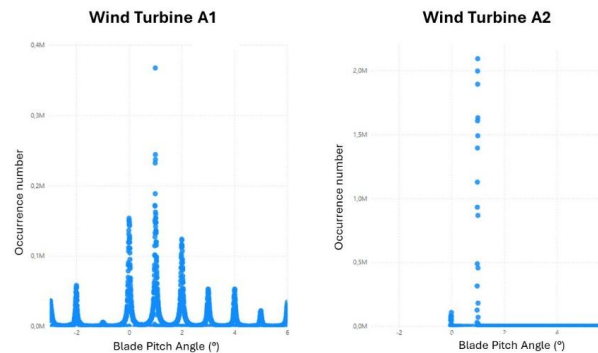 Wind Turbine A1
Wind Turbine A2
0,4M
0,3M
0,2M
0,1M
0,0M
Occurrence number
-2 0 2 4 6
Blade Pitch Angle (°)
2,0M
1,5M
1,0M
0,5M
0,0M
Occurrence number
-2 0 2 4
Blade Pitch Angle (°)